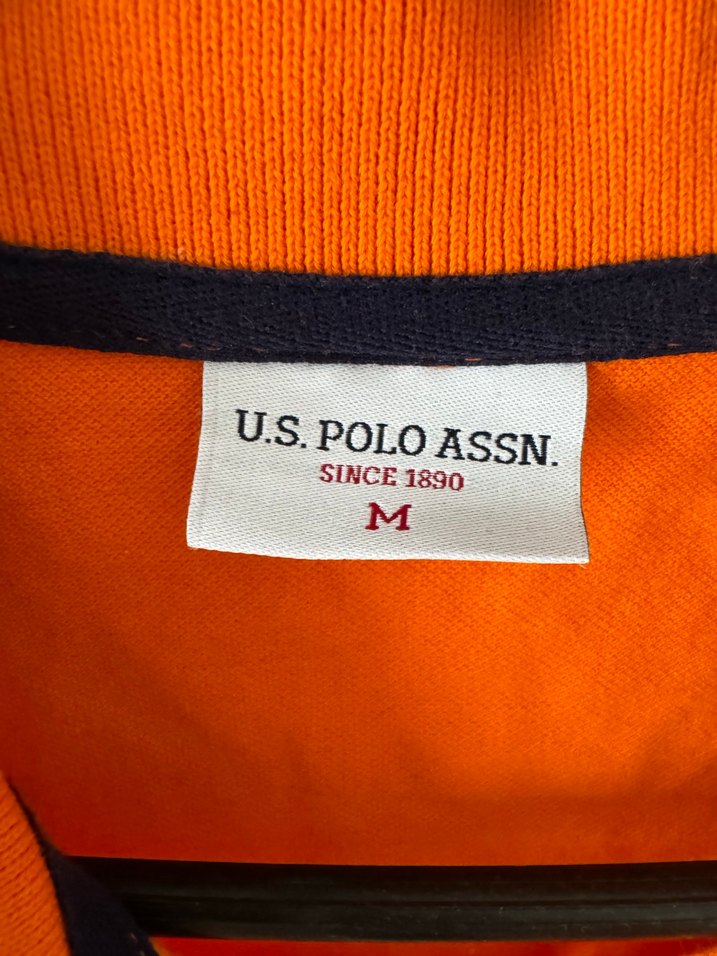 U.S. POLO ASSN.
SINCE 1890
M